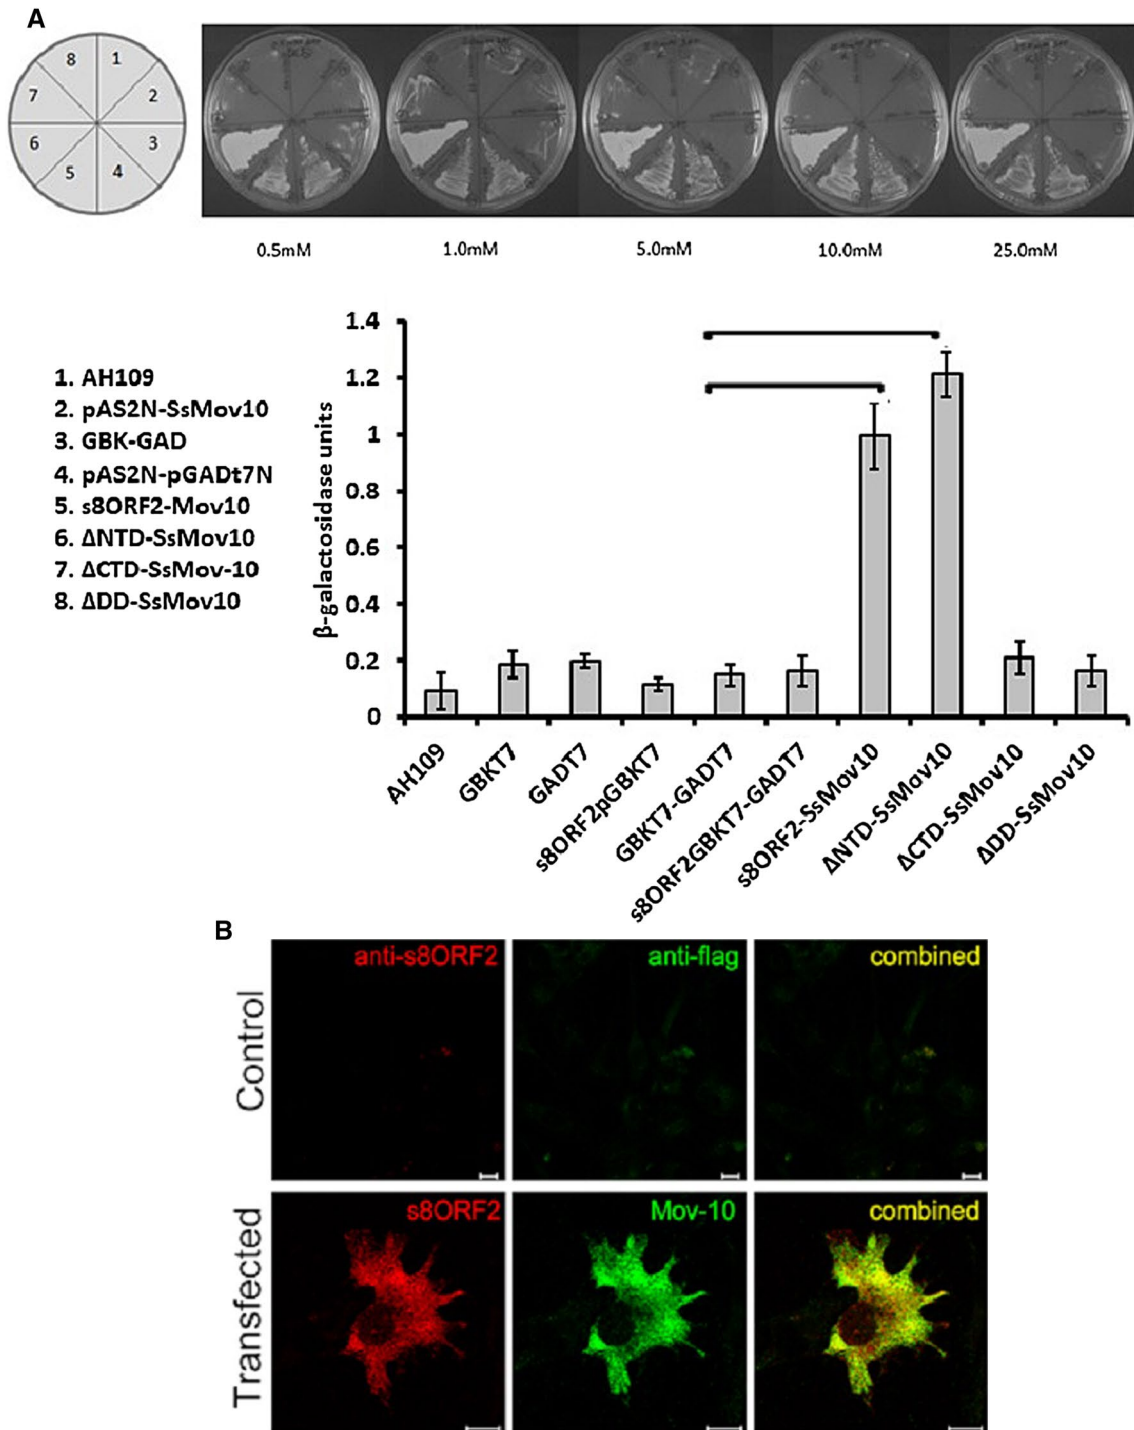 A
8 1
7 2
6 3
5 4
0.5mM 1.0mM 5.0mM 10.0mM 25.0mM
1. AH109
2. pAS2N-SsMov10
3. GBK-GAD
4. pAS2N-pGADt7N
5. s8ORF2-Mov10
6. ΔNTD-SsMov10
7. ΔCTD-SsMov-10
8. ΔDD-SsMov10
β-galactosidase units
1.4
1.2
1
0.8
0.6
0.4
0.2
0
AH109
GBKT7
GADT7
s8ORF2pGBKT7
GBKT7-GADT7
s8ORF2GBKT7-GADT7
s8ORF2-SsMov10
ΔNTD-SsMov10
ΔCTD-SsMov10
ΔDD-SsMov10
B
Control
anti-s8ORF2 anti-flag combined
Transfected
s8ORF2 Mov-10 combined